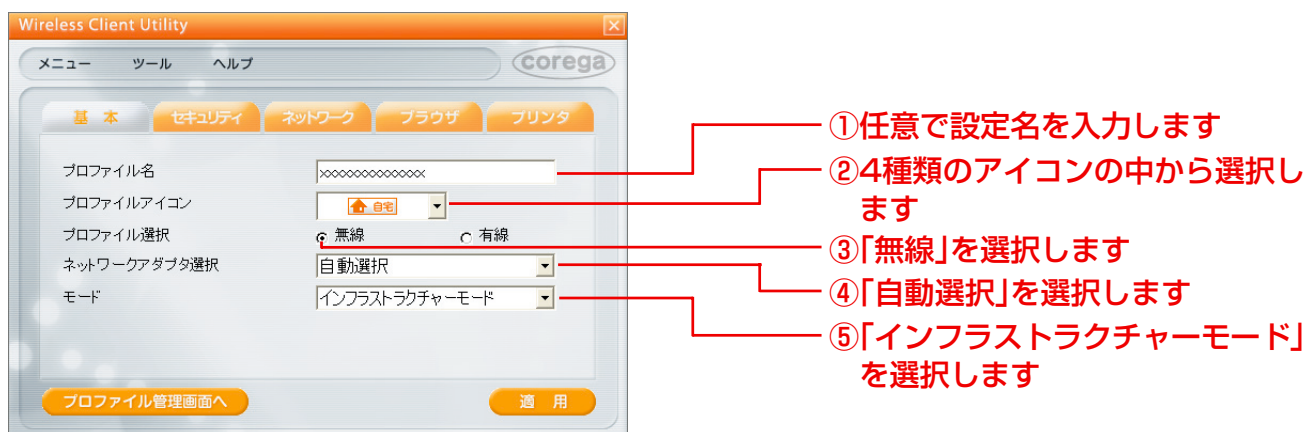 Wireless Client Utility
メニュー ツール ヘルプ
corega
基本 セキュリティ ネットワーク ブラウザ プリンタ
プロファイル名 xxxxxxxxxxxxxx
プロファイルアイコン 自宅
プロファイル選択 無線 有線
ネットワークアダプタ選択 自動選択
モード インフラストラクチャーモード
プロファイル管理画面へ 適用
①任意で設定名を入力します
②4種類のアイコンの中から選択し
ます
③「無線」を選択します
④「自動選択」を選択します
⑤「インフラストラクチャーモード」
を選択します